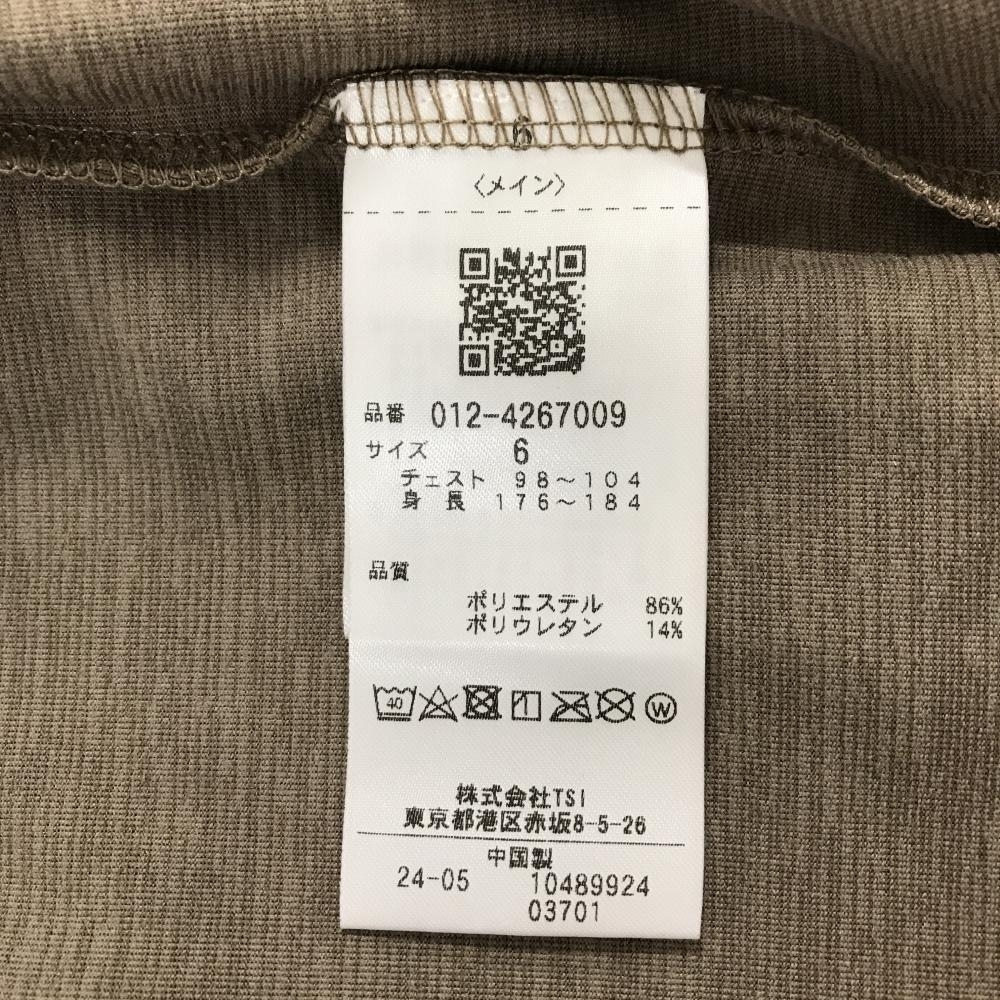 6
〈メイン〉
品番 012-4267009
サイズ 6
チェスト 98～104
身長 176～184
品質
ポリエステル 86%
ポリウレタン 14%
40 W
株式会社TSI
東京都港区赤坂8-5-26
中国製
24-05 10489924
03701